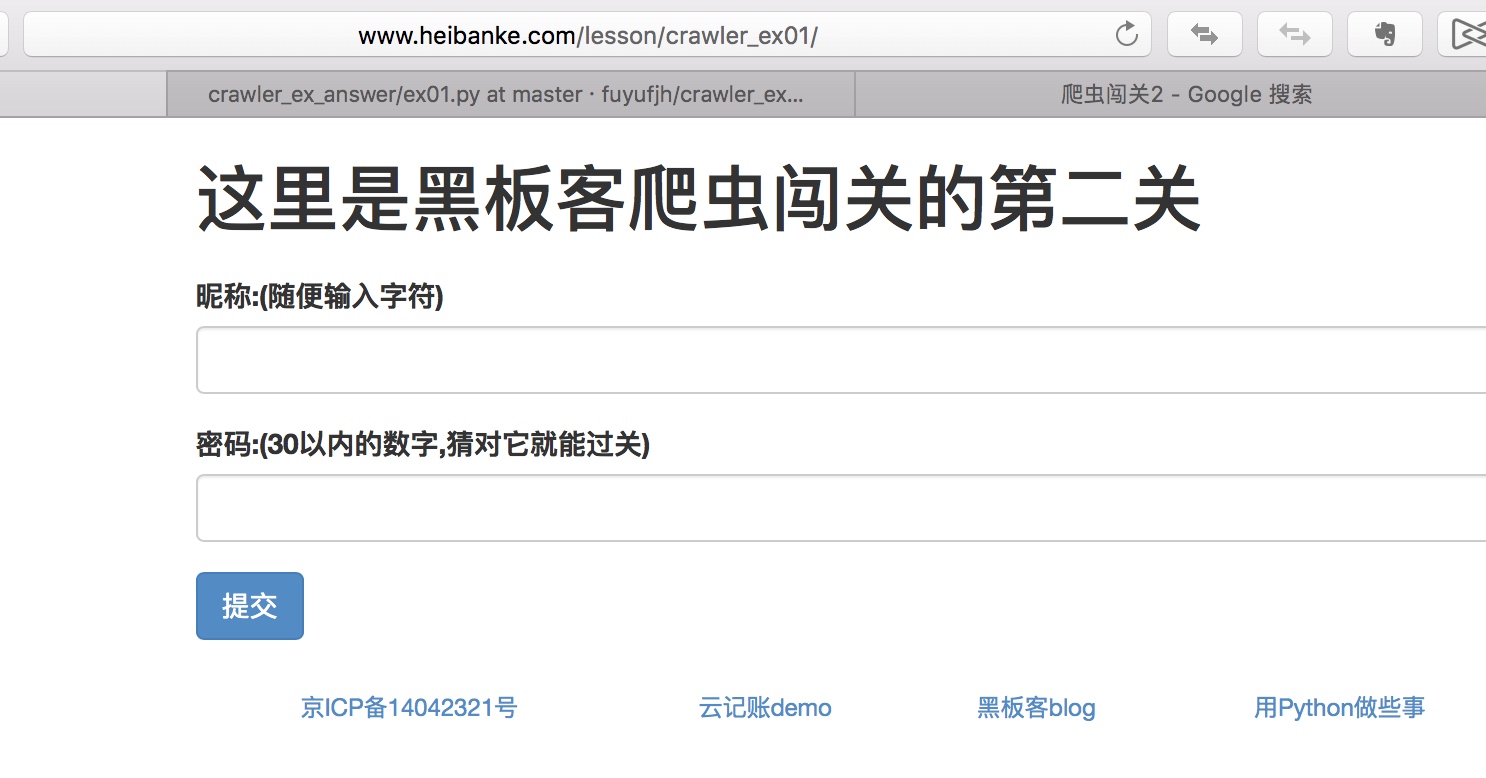 www.heibanke.com/lesson/crawler_ex01/
crawler_ex_answer/ex01.py at master · fuyufjh/crawler_ex...
爬虫闯关2 - Google 搜索
这里是黑板客爬虫闯关的第二关
昵称:(随便输入字符)
密码:(30以内的数字,猜对它就能过关)
提交
京ICP备14042321号
云记账demo
黑板客blog
用Python做些事